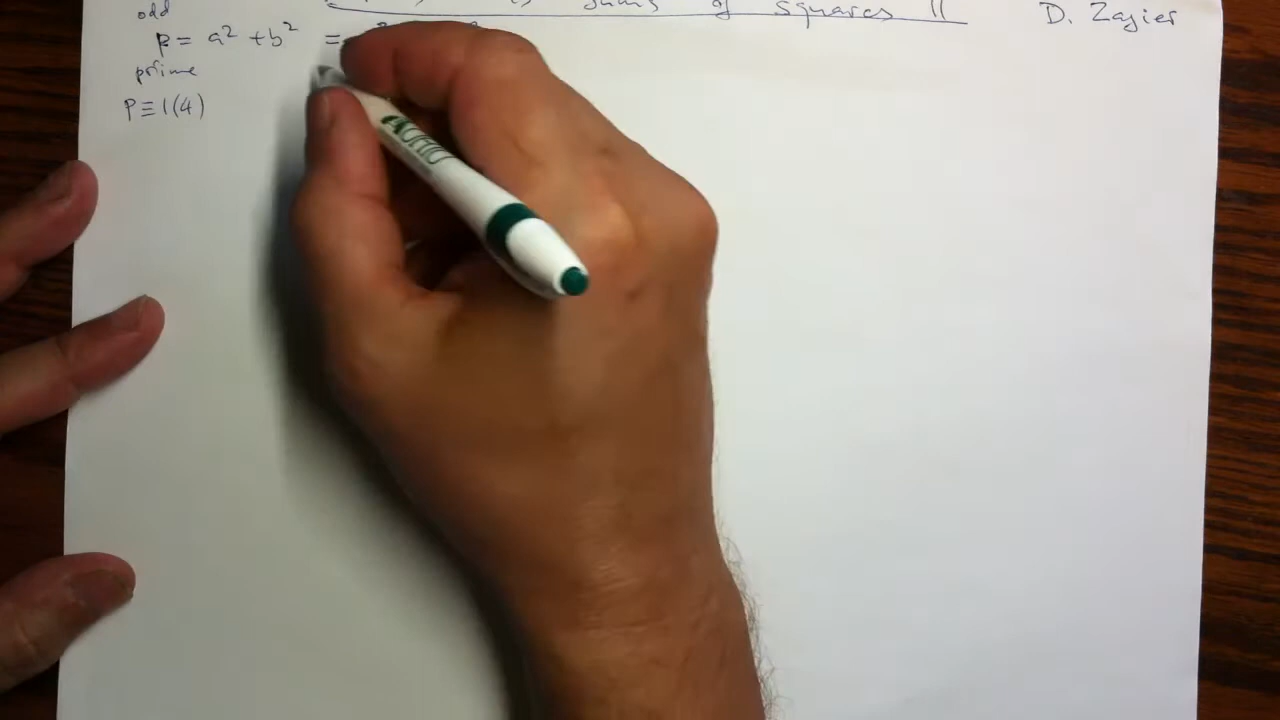 sums of squares II
D. Zagier
odd
p = a² + b² =
prime
p ≡ 1(4)